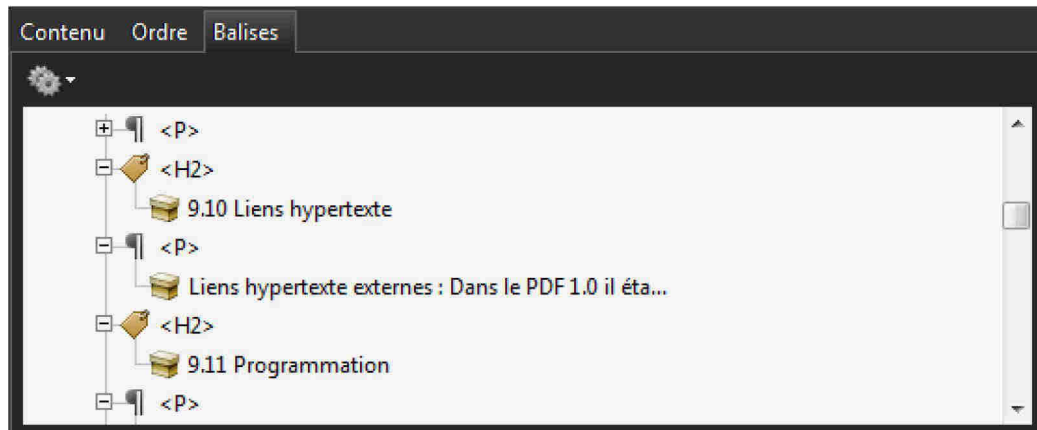 Contenu Ordre Balises
<P>
<H2>
9.10 Liens hypertexte
<P>
Liens hypertexte externes : Dans le PDF 1.0 il éta...
<H2>
9.11 Programmation
<P>